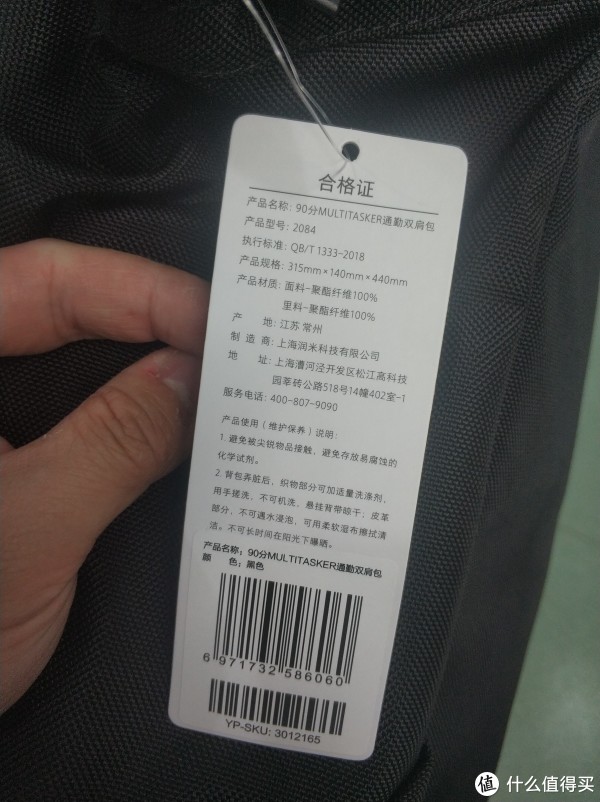 合格证
产品名称: 90分MULTITASKER通勤双肩包
产品型号: 2084
执行标准: QB/T 1333-2018
产品规格: 315mm×140mm×440mm
产品材质: 面料-聚酯纤维100%
里料-聚酯纤维100%
产 地: 江苏 常州
制 造 商: 上海润米科技有限公司
地 址: 上海漕河泾开发区松江高科技
园莘砖公路518号14幢402室-1
服务电话: 400-807-9090
产品使用（维护保养）说明:
1. 避免被尖锐物品接触，避免存放易腐蚀的
化学试剂。
2. 背包弄脏后，织物部分可加适量洗涤剂，
用手搓洗，不可机洗，悬挂背带晾干；皮革
部分，不可遇水浸泡，可用柔软湿布擦拭清
洁。不可长时间在阳光下曝晒。
产品名称: 90分MULTITASKER通勤双肩包
颜 色: 黑色
6 971732 586060
YP-SKU: 3012165
值 什么值得买